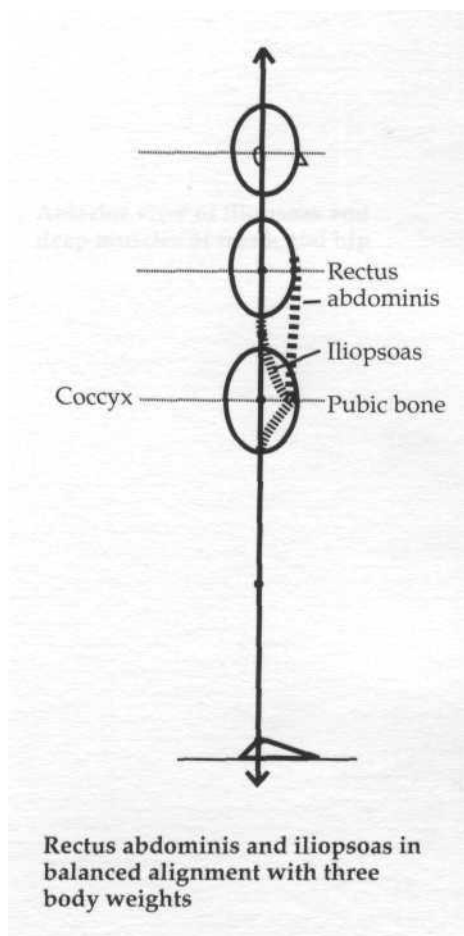 Rectus
abdominis
Iliopsoas
Coccyx
Pubic bone
Rectus abdominis and iliopsoas in
balanced alignment with three
body weights